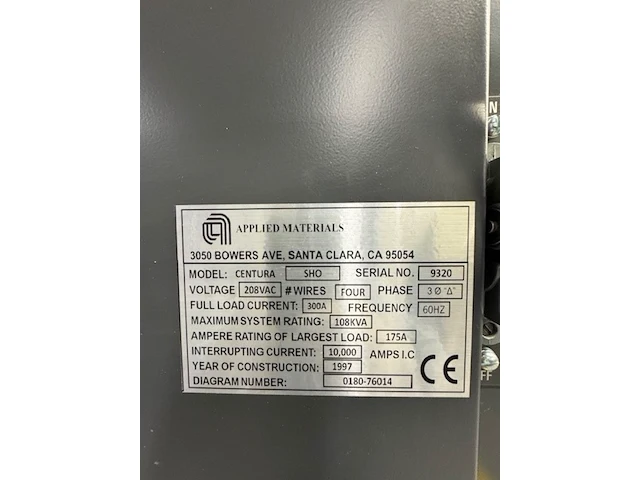 APPLIED MATERIALS
3050 BOWERS AVE, SANTA CLARA, CA 95054
MODEL: CENTURA SHO SERIAL NO. 9320
VOLTAGE 208VAC # WIRES FOUR PHASE 3 Ø "Δ"
FULL LOAD CURRENT: 300A FREQUENCY 60HZ
MAXIMUM SYSTEM RATING: 108KVA
AMPERE RATING OF LARGEST LOAD: 175A
INTERRUPTING CURRENT: 10,000 AMPS I.C
YEAR OF CONSTRUCTION: 1997
DIAGRAM NUMBER: 0180-76014
CE
N
FF